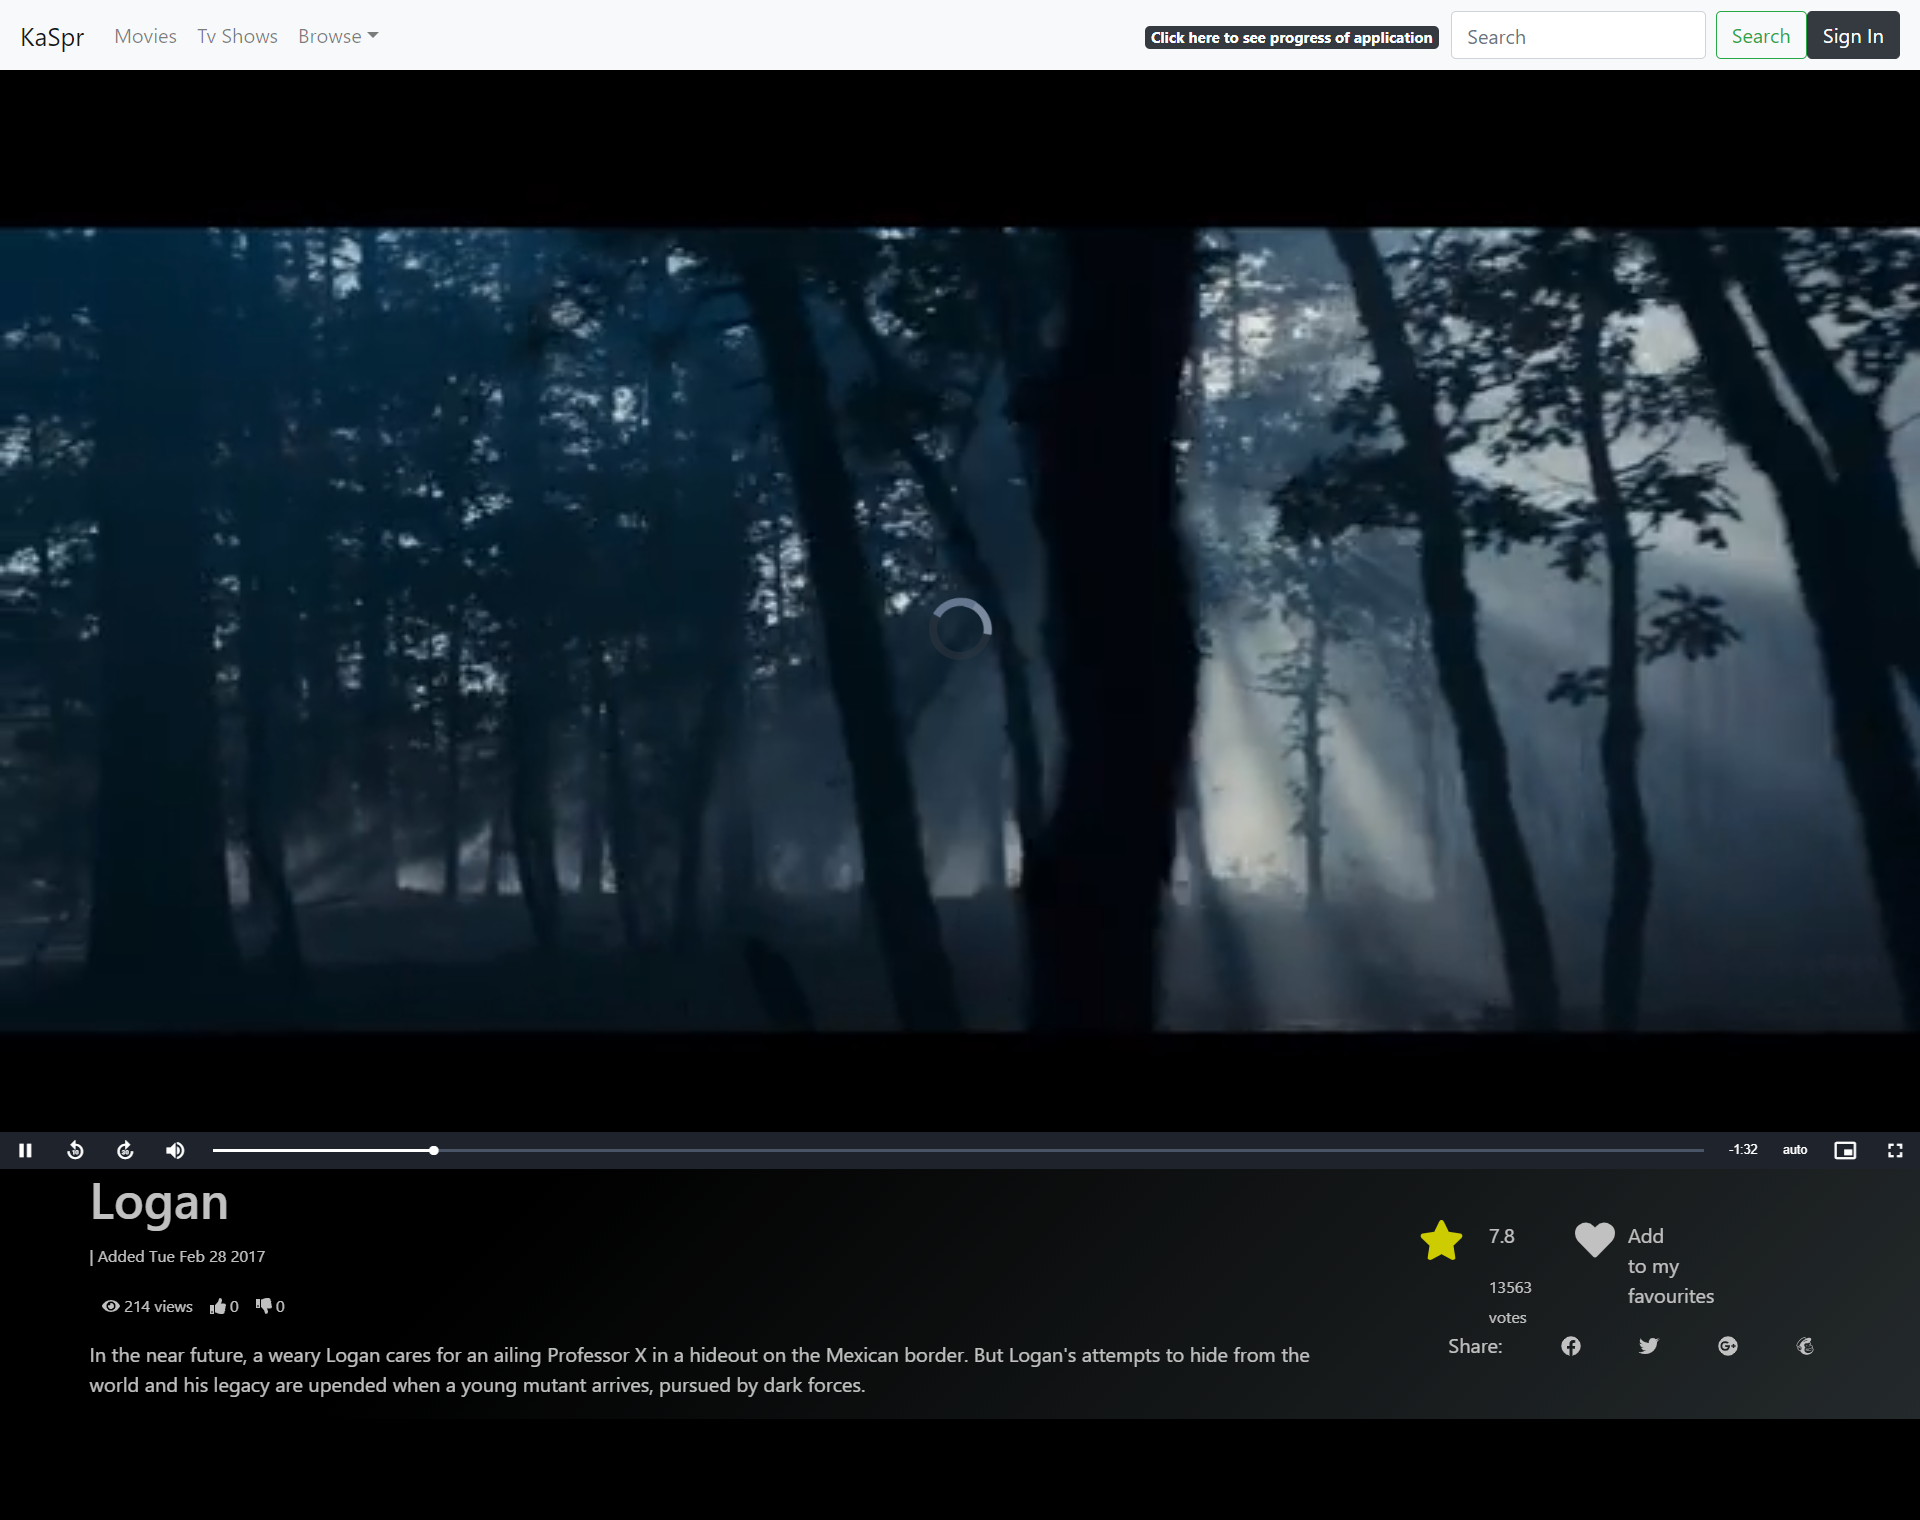 KaSpr
Movies
Tv Shows
Browse
Click here to see progress of application
Search
Search
Sign In
-1:32
auto
Logan
| Added Tue Feb 28 2017
214 views
0
0
In the near future, a weary Logan cares for an ailing Professor X in a hideout on the Mexican border. But Logan's attempts to hide from the
world and his legacy are upended when a young mutant arrives, pursued by dark forces.
7.8
13563
votes
Add
to my
favourites
Share: